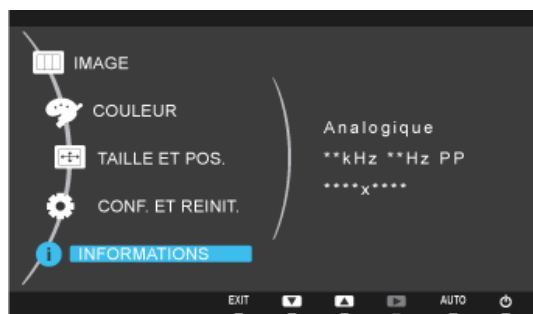 IMAGE
COULEUR
TAILLE ET POS.
CONF. ET REINIT.
INFORMATIONS
Analogique
**kHz **Hz PP
****x****
EXIT AUTO